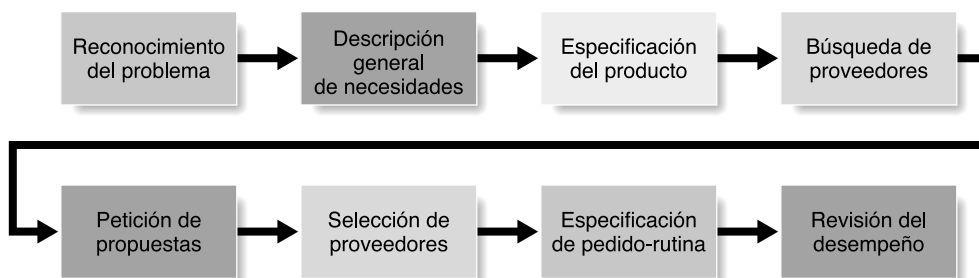 Reconocimiento
del problema
Descripción
general
de necesidades
Especificación
del producto
Búsqueda de
proveedores
Petición de
propuestas
Selección de
proveedores
Especificación
de pedido-rutina
Revisión del
desempeño